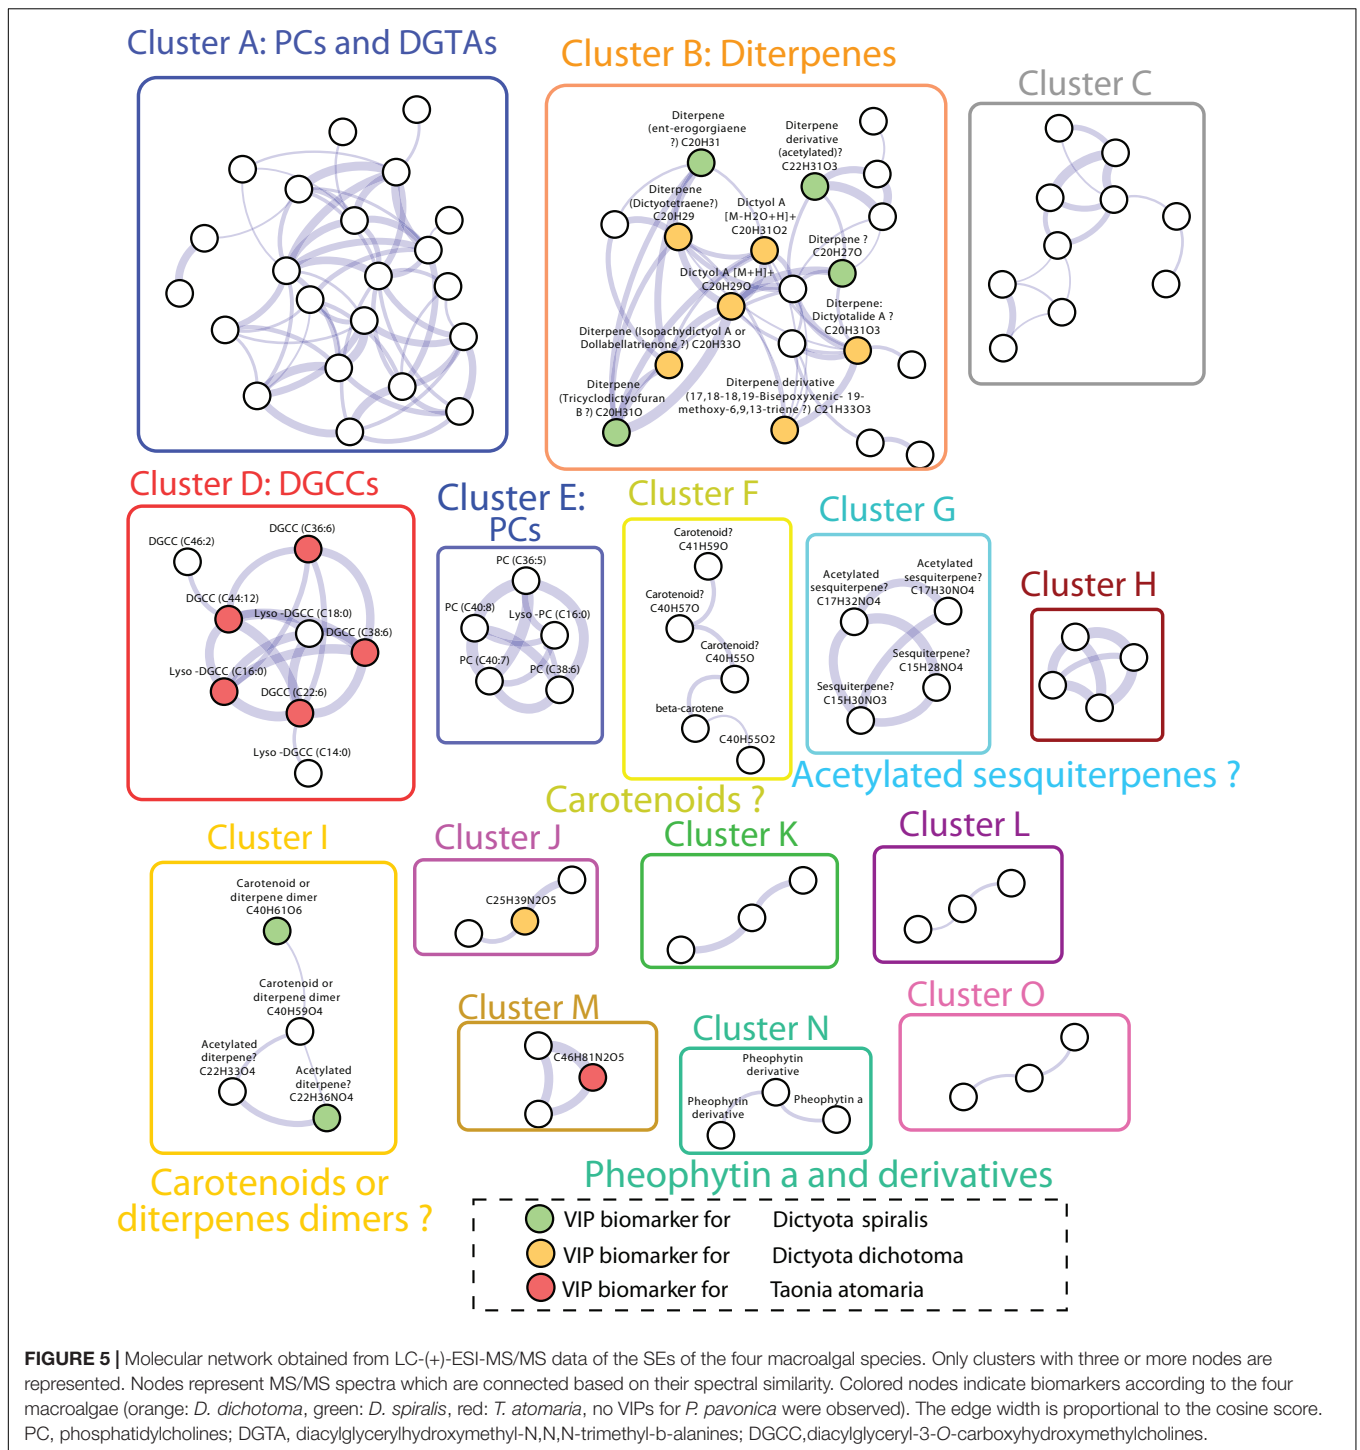 Cluster A: PCs and DGTAs
Cluster B: Diterpenes
Cluster C
Diterpene
(ent-erogorgiaene
?) C20H31
Diterpene
derivative
(acetylated)?
C22H31O3
Diterpene
(Dictyotetraene?)
C20H29
Dictyol A
[M-H2O+H]+
C20H31O2
Diterpene ?
C20H27O
Dictyol A [M+H]+
C20H29O
Diterpene:
Dictyotalide A ?
C20H31O3
Diterpene (Isopachydictyol A or
Dollabellatrienone ?) C20H33O
Diterpene
(Tricyclodictyofuran
B ?) C20H31O
Diterpene derivative
(17,18-18,19-Bisepoxyxenic- 19-
methoxy-6,9,13-triene ?) C21H33O3
Cluster D: DGCCs
DGCC (C46:2)
DGCC (C36:6)
DGCC (C44:12)
Lyso -DGCC (C18:0)
DGCC (C38:6)
Lyso -DGCC (C16:0)
DGCC (C22:6)
Lyso -DGCC (C14:0)
Cluster E:
PCs
PC (C36:5)
PC (C40:8)
Lyso -PC (C16:0)
PC (C40:7)
PC (C38:6)
Cluster F
Carotenoid?
C41H59O
Carotenoid?
C40H57O
Carotenoid?
C40H55O
beta-carotene
C40H55O2
Carotenoids ?
Cluster G
Acetylated
sesquiterpene?
C17H32NO4
Acetylated
sesquiterpene?
C17H30NO4
Sesquiterpene?
C15H28NO4
Sesquiterpene?
C15H30NO3
Acetylated sesquiterpenes ?
Cluster H
Cluster I
Carotenoid or
diterpene dimer
C40H61O6
Carotenoid or
diterpene dimer
C40H59O4
Acetylated
diterpene?
C22H33O4
Acetylated
diterpene?
C22H36NO4
Carotenoids or
diterpenes dimers ?
Cluster J
C25H39N2O5
Cluster K
Cluster L
Cluster M
C46H81N2O5
Cluster N
Pheophytin
derivative
Pheophytin
derivative
Pheophytin a
Pheophytin a and derivatives
Cluster O
VIP biomarker for Dictyota spiralis
VIP biomarker for Dictyota dichotoma
VIP biomarker for Taonia atomaria
FIGURE 5 | Molecular network obtained from LC-(+)-ESI-MS/MS data of the SEs of the four macroalgal species. Only clusters with three or more nodes are
represented. Nodes represent MS/MS spectra which are connected based on their spectral similarity. Colored nodes indicate biomarkers according to the four
macroalgae (orange: D. dichotoma, green: D. spiralis, red: T. atomaria, no VIPs for P. pavonica were observed). The edge width is proportional to the cosine score.
PC, phosphatidylcholines; DGTA, diacylglycerylhydroxymethyl-N,N,N-trimethyl-b-alanines; DGCC,diacylglyceryl-3-O-carboxyhydroxymethylcholines.